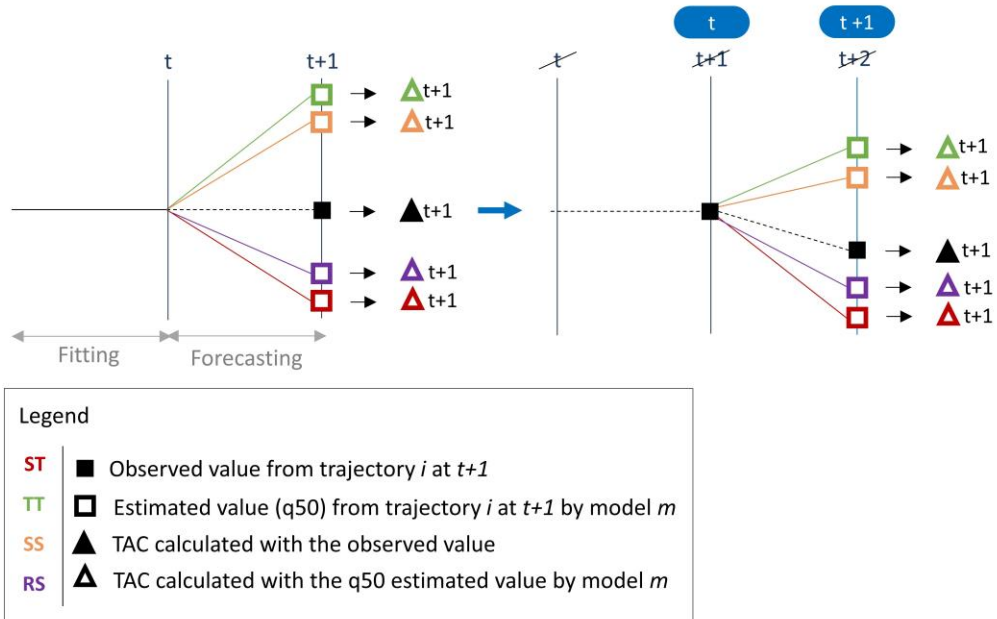 t
t+1
t+1
t+1
t+1
t+1
t+1
Fitting
Forecasting
t
t +1
t
t+1
t+2
t+1
t+1
t+1
t+1
t+1
Legend
ST
TT
SS
RS
Observed value from trajectory i at t+1
Estimated value (q50) from trajectory i at t+1 by model m
TAC calculated with the observed value
TAC calculated with the q50 estimated value by model m